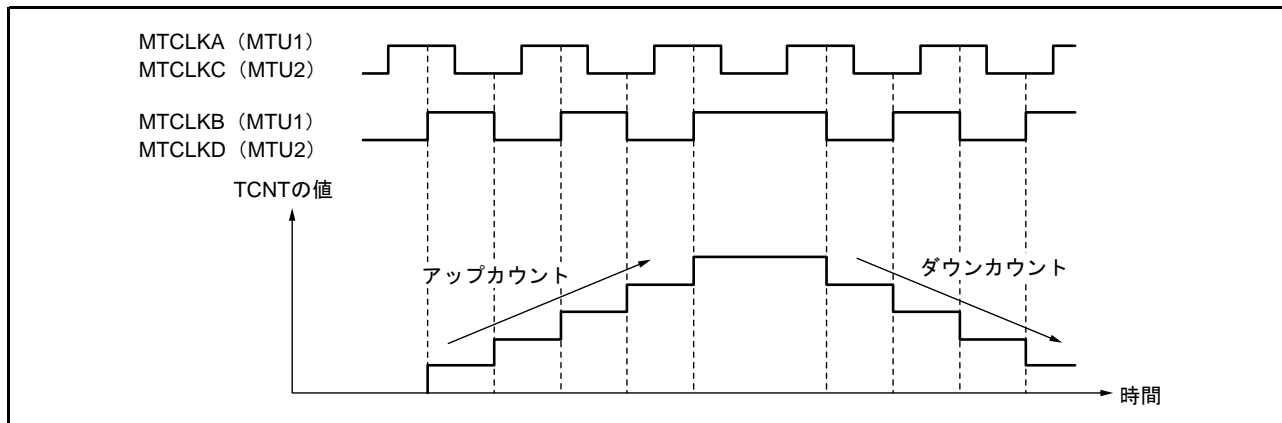 MTCLKA（MTU1）
MTCLKC（MTU2）
MTCLKB（MTU1）
MTCLKD（MTU2）
TCNTの値
アップカウント
ダウンカウント
時間